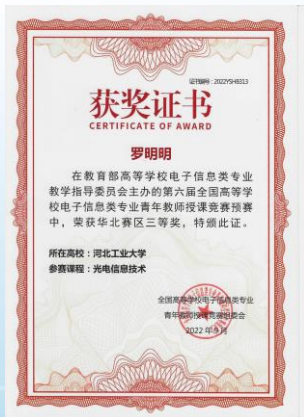 证书编号：2022YSHB313
获奖证书
CERTIFICATE OF AWARD
罗明明
在教育部高等学校电子信息类专业
教学指导委员会主办的第六届全国高等学
校电子信息类专业青年教师授课竞赛预赛
中，荣获华北赛区三等奖，特颁此证。
所在高校：河北工业大学
参赛课程：光电信息技术
全国高等学校电子信息类专业
青年教师授课竞赛组委会
2022年9月